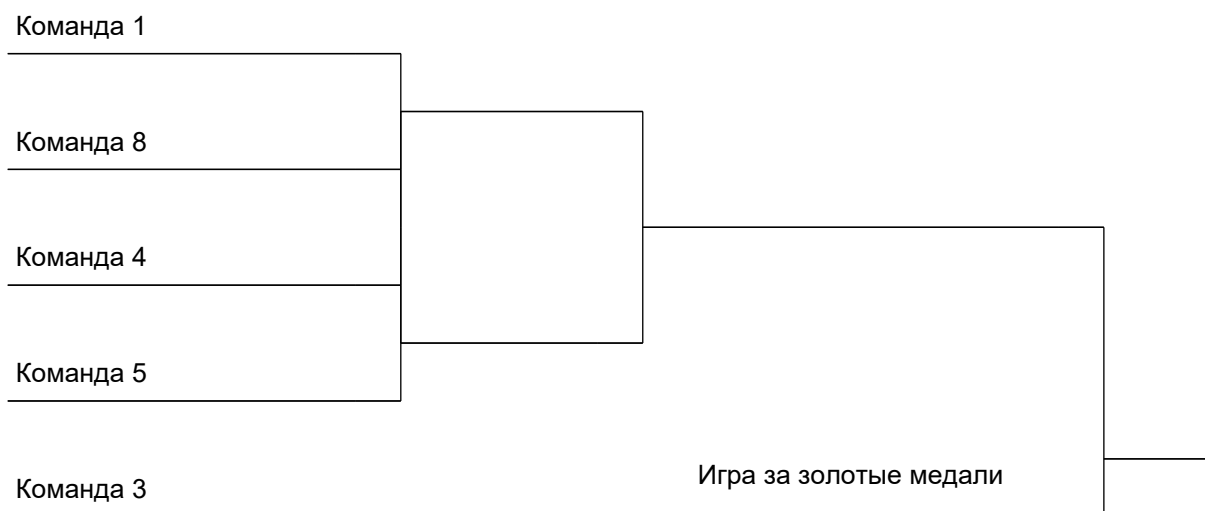 Команда 1
Команда 8
Команда 4
Команда 5
Игра за золотые медали
Команда 3